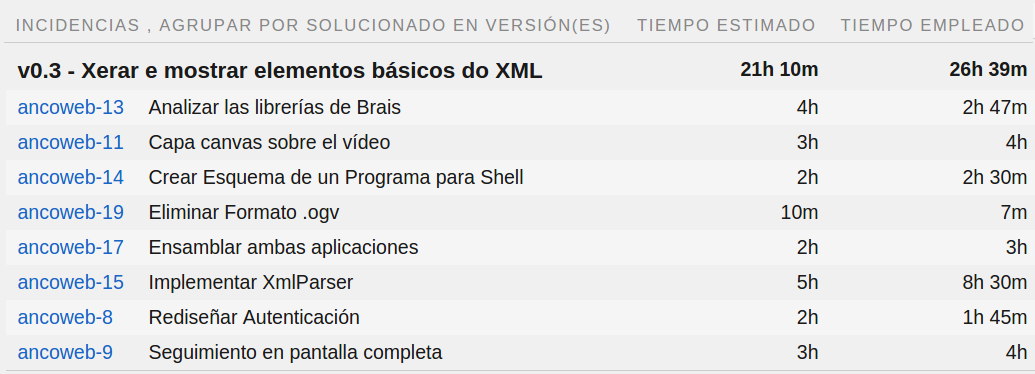 INCIDENCIAS , AGRUPAR POR SOLUCIONADO EN VERSIÓN(ES) TIEMPO ESTIMADO TIEMPO EMPLEADO
v0.3 - Xerar e mostrar elementos básicos do XML 21h 10m 26h 39m
ancoweb-13 Analizar las librerías de Brais 4h 2h 47m
ancoweb-11 Capa canvas sobre el vídeo 3h 4h
ancoweb-14 Crear Esquema de un Programa para Shell 2h 2h 30m
ancoweb-19 Eliminar Formato .ogv 10m 7m
ancoweb-17 Ensamblar ambas aplicaciones 2h 3h
ancoweb-15 Implementar XmlParser 5h 8h 30m
ancoweb-8 Rediseñar Autenticación 2h 1h 45m
ancoweb-9 Seguimiento en pantalla completa 3h 4h